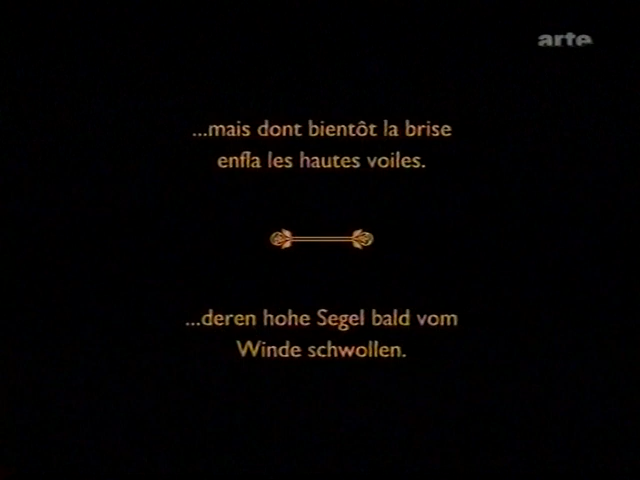 arte
...mais dont bientôt la brise
enfla les hautes voiles.
...deren hohe Segel bald vom
Winde schwollen.